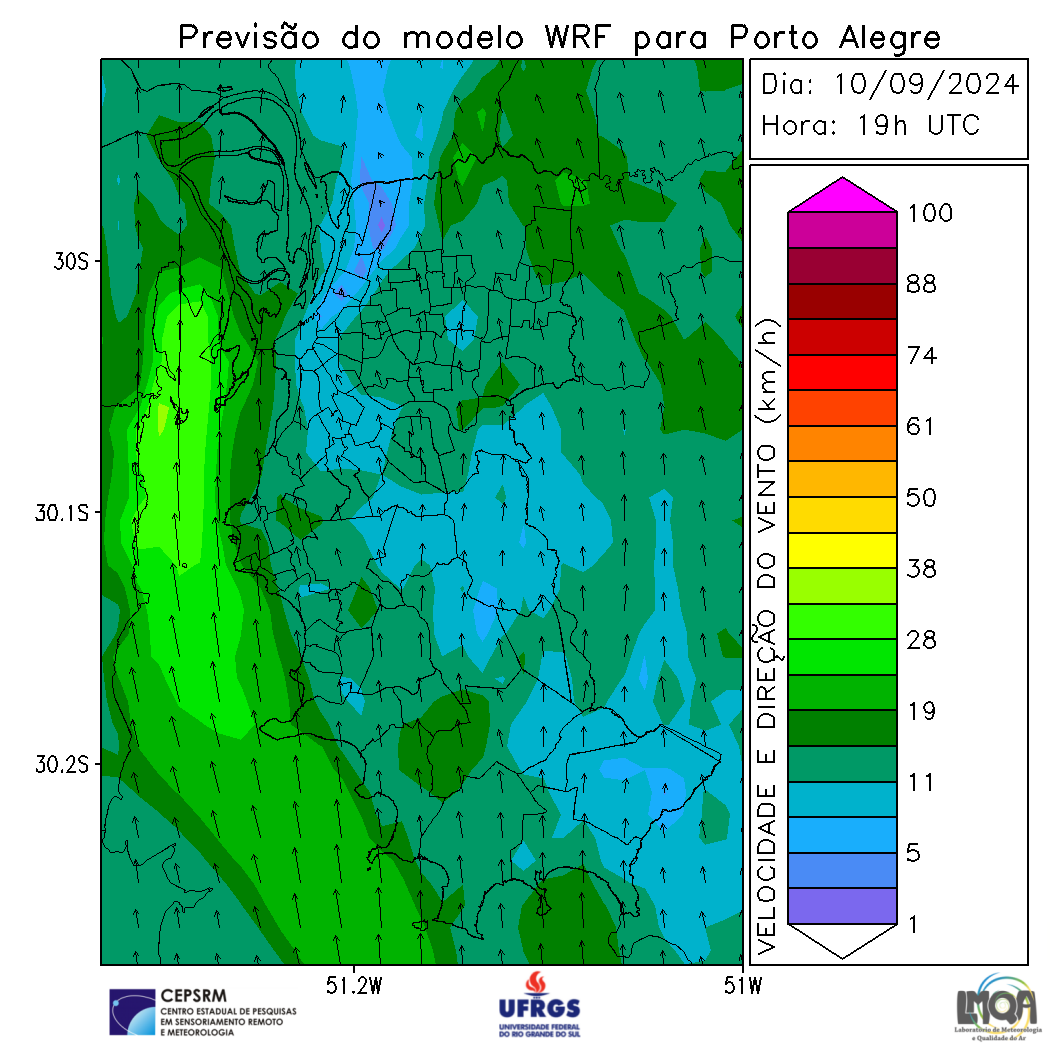 Previsão do modelo WRF para Porto Alegre
Dia: 10/09/2024
Hora: 19h UTC
30S
30.1S
30.2S
51.2W
51W
VELOCIDADE E DIREÇÃO DO VENTO (km/h)
100
88
74
61
50
38
28
19
11
5
1
CEPSRM
CENTRO ESTADUAL DE PESQUISAS
EM SENSORIAMENTO REMOTO
E METEOROLOGIA
UFRGS
UNIVERSIDADE FEDERAL
DO RIO GRANDE DO SUL
LMQA
Laboratório de Meteorologia
e Qualidade do Ar